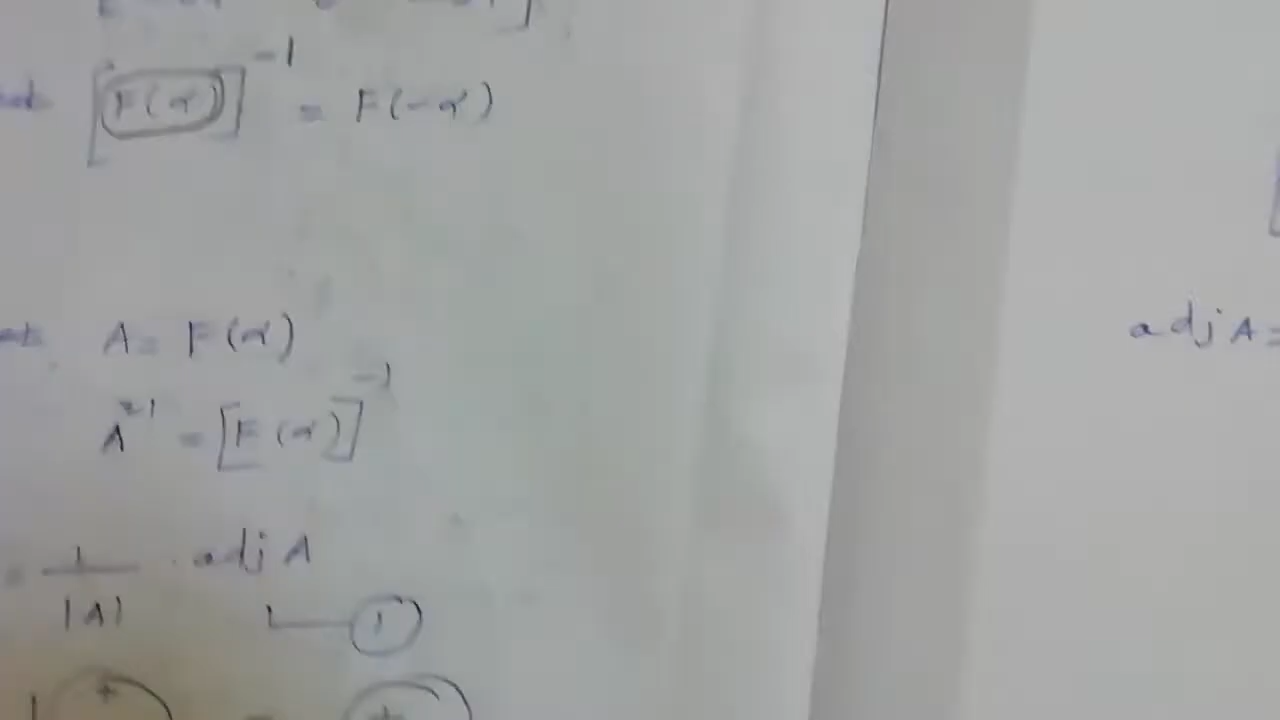 [F(α)]⁻¹ = F(-α)
A = F(α)
A⁻¹ = [F(α)]⁻¹
= 1/|A| · adj A
1
adj A =